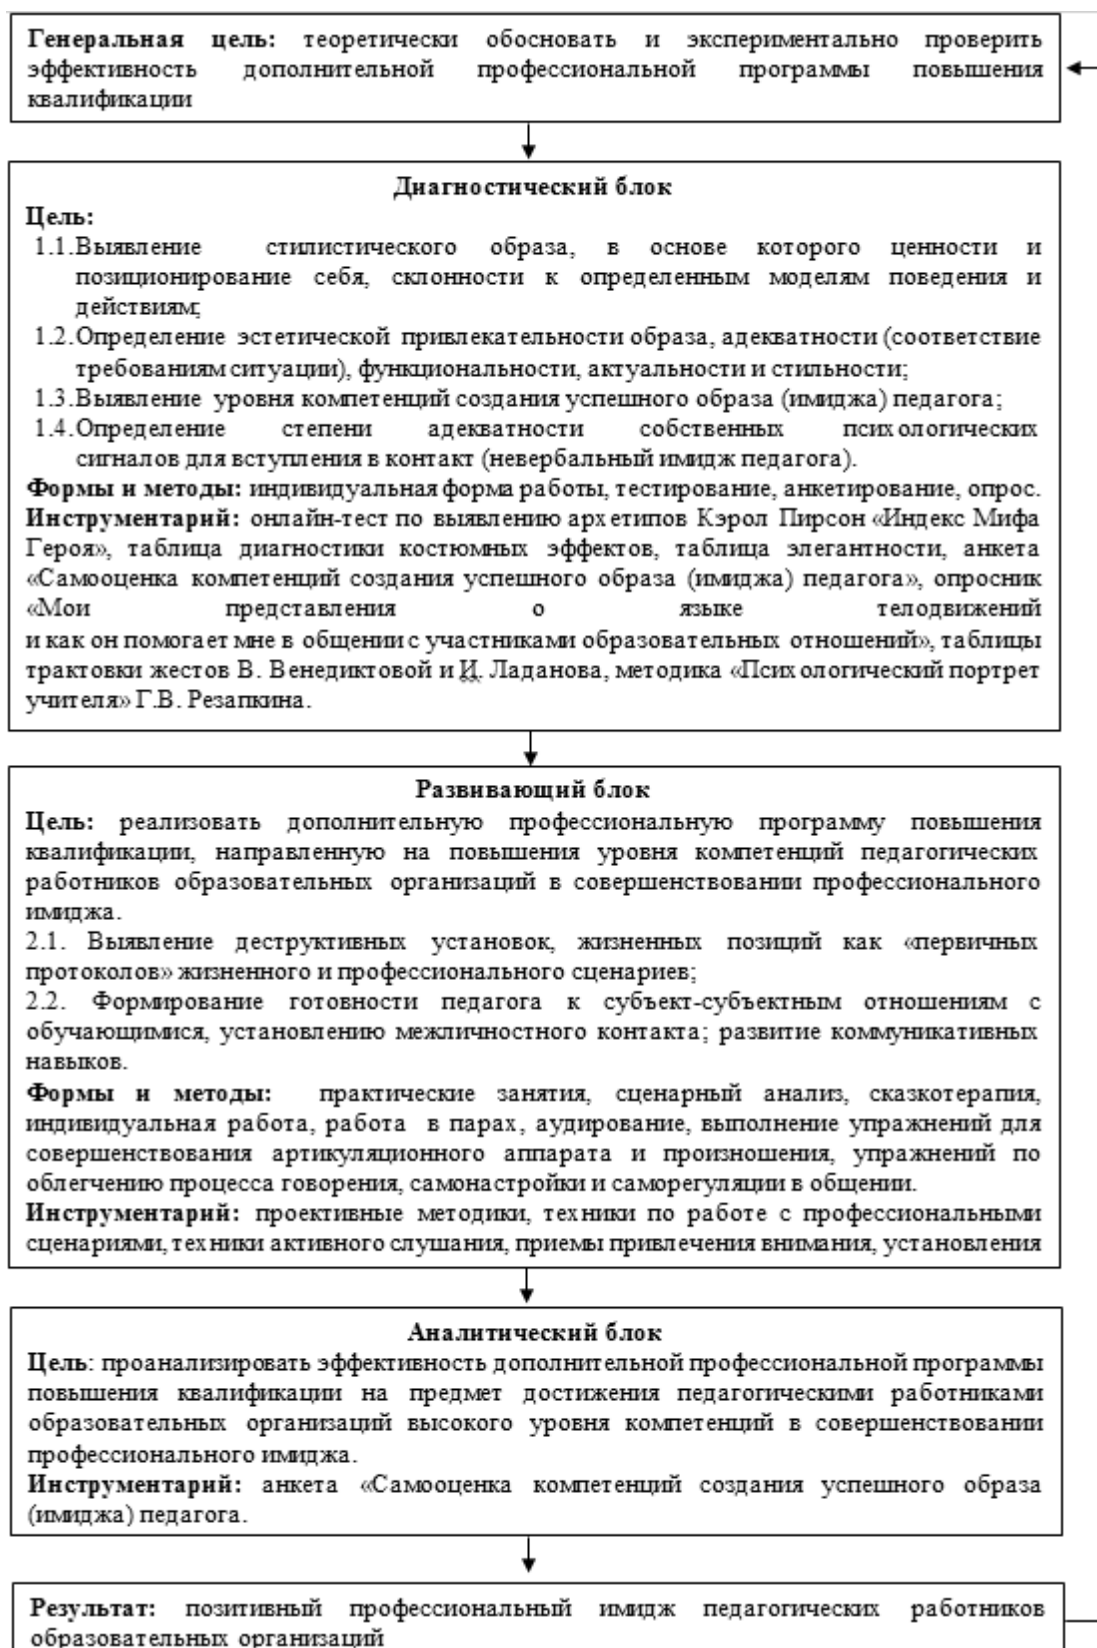 Генеральная цель: теоретически обосновать и экспериментально проверить
эффективность дополнительной профессиональной программы повышения
квалификации
Диагностический блок
Цель:
1.1.Выявление стилистического образа, в основе которого ценности и
позиционирование себя, склонности к определенным моделям поведения и
действиям;
1.2.Определение эстетической привлекательности образа, адекватности (соответствие
требованиям ситуации), функциональности, актуальности и стильности;
1.3.Выявление уровня компетенций создания успешного образа (имиджа) педагога;
1.4.Определение степени адекватности собственных психологических
сигналов для вступления в контакт (невербальный имидж педагога).
Формы и методы: индивидуальная форма работы, тестирование, анкетирование, опрос.
Инструментарий: онлайн-тест по выявлению архетипов Кэрол Пирсон «Индекс Мифа
Героя», таблица диагностики костюмных эффектов, таблица элегантности, анкета
«Самооценка компетенций создания успешного образа (имиджа) педагога», опросник
«Мои представления о языке телодвижений
и как он помогает мне в общении с участниками образовательных отношений», таблицы
трактовки жестов В. Венедиктовой и И. Ладанова, методика «Психологический портрет
учителя» Г.В. Резапкина.
Развивающий блок
Цель: реализовать дополнительную профессиональную программу повышения
квалификации, направленную на повышения уровня компетенций педагогических
работников образовательных организаций в совершенствовании профессионального
имиджа.
2.1. Выявление деструктивных установок, жизненных позиций как «первичных
протоколов» жизненного и профессионального сценариев;
2.2. Формирование готовности педагога к субъект-субъектным отношениям с
обучающимися, установлению межличностного контакта; развитие коммуникативных
навыков.
Формы и методы: практические занятия, сценарный анализ, сказкотерапия,
индивидуальная работа, работа в парах, аудирование, выполнение упражнений для
совершенствования артикуляционного аппарата и произношения, упражнений по
облегчению процесса говорения, самонастройки и саморегуляции в общении.
Инструментарий: проективные методики, техники по работе с профессиональными
сценариями, техники активного слушания, приемы привлечения внимания, установления
Аналитический блок
Цель: проанализировать эффективность дополнительной профессиональной программы
повышения квалификации на предмет достижения педагогическими работниками
образовательных организаций высокого уровня компетенций в совершенствовании
профессионального имиджа.
Инструментарий: анкета «Самооценка компетенций создания успешного образа
(имиджа) педагога.
Результат: позитивный профессиональный имидж педагогических работников
образовательных организаций